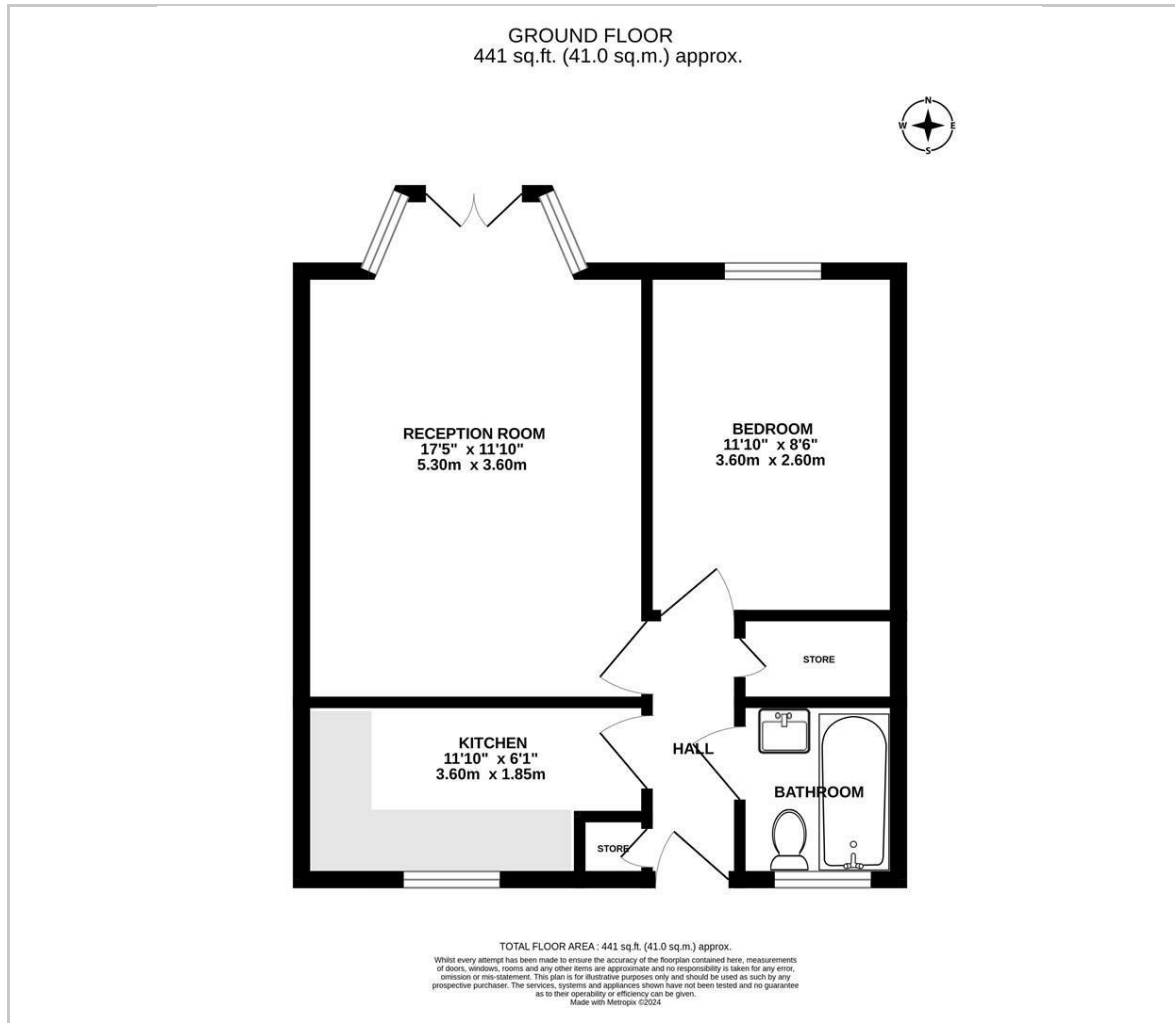 GROUND FLOOR
441 sq.ft. (41.0 sq.m.) approx.
N
W E
S
RECEPTION ROOM
17'5" x 11'10"
5.30m x 3.60m
BEDROOM
11'10" x 8'6"
3.60m x 2.60m
STORE
KITCHEN
11'10" x 6'1"
3.60m x 1.85m
HALL
BATHROOM
STORE
TOTAL FLOOR AREA : 441 sq.ft. (41.0 sq.m.) approx.
Whilst every attempt has been made to ensure the accuracy of the floorplan contained here, measurements
of doors, windows, rooms and any other items are approximate and no responsibility is taken for any error,
omission or mis-statement. This plan is for illustrative purposes only and should be used as such by any
prospective purchaser. The services, systems and appliances shown have not been tested and no guarantee
as to their operability or efficiency can be given.
Made with Metropix ©2024